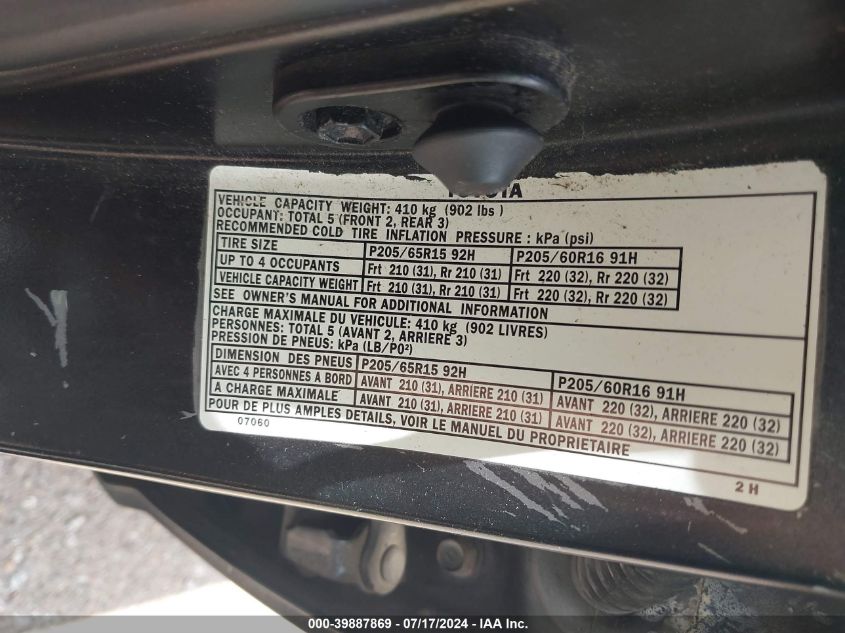 TOYOTA
VEHICLE CAPACITY WEIGHT: 410 kg (902 lbs)
OCCUPANT: TOTAL 5 (FRONT 2, REAR 3)
RECOMMENDED COLD TIRE INFLATION PRESSURE : kPa (psi)
TIRE SIZE P205/65R15 92H P205/60R16 91H
UP TO 4 OCCUPANTS Frt 210 (31), Rr 210 (31) Frt 220 (32), Rr 220 (32)
VEHICLE CAPACITY WEIGHT Frt 210 (31), Rr 210 (31) Frt 220 (32), Rr 220 (32)
SEE OWNER'S MANUAL FOR ADDITIONAL INFORMATION
CHARGE MAXIMALE DU VÉHICULE: 410 kg (902 LIVRES)
PERSONNES: TOTAL 5 (AVANT 2, ARRIERE 3)
PRESSION DE PNEUS: kPa (LB/PO²)
DIMENSION DES PNEUS P205/65R15 92H P205/60R16 91H
AVEC 4 PERSONNES A BORD AVANT 210 (31), ARRIERE 210 (31) AVANT 220 (32), ARRIERE 220 (32)
A CHARGE MAXIMALE AVANT 210 (31), ARRIERE 210 (31) AVANT 220 (32), ARRIERE 220 (32)
POUR DE PLUS AMPLES DETAILS, VOIR LE MANUEL DU PROPRIETAIRE
07060
2 H
000-39887869 | 07/17/2024 | IAA Inc.